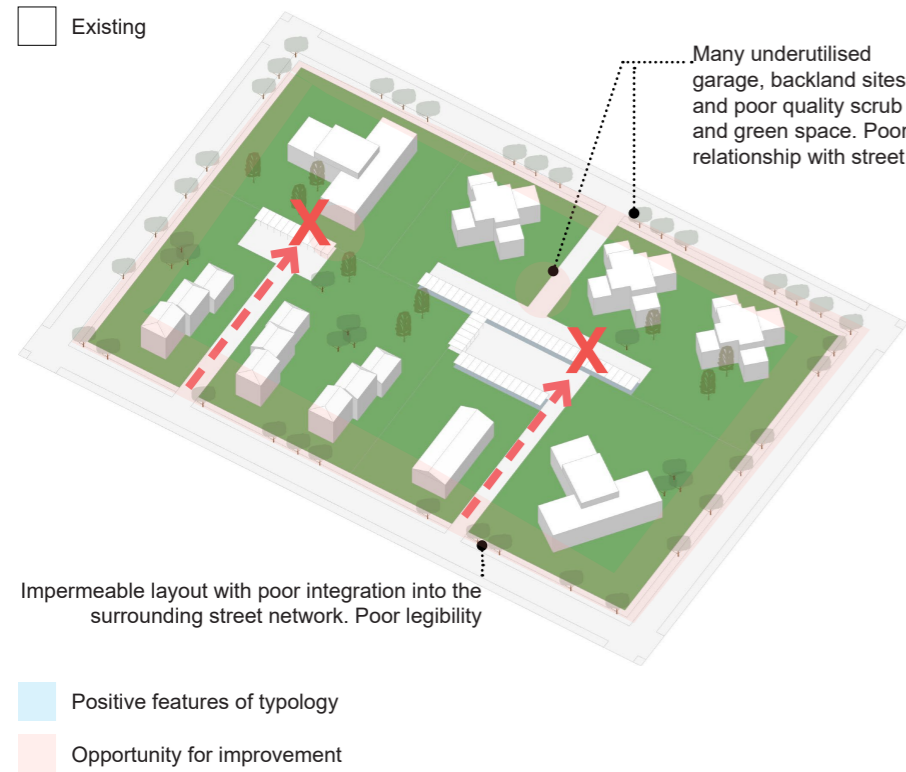 Existing
Many underutilised
garage, backland sites
and poor quality scrub
and green space. Poor
relationship with street
X
X
Impermeable layout with poor integration into the
surrounding street network. Poor legibility
Positive features of typology
Opportunity for improvement